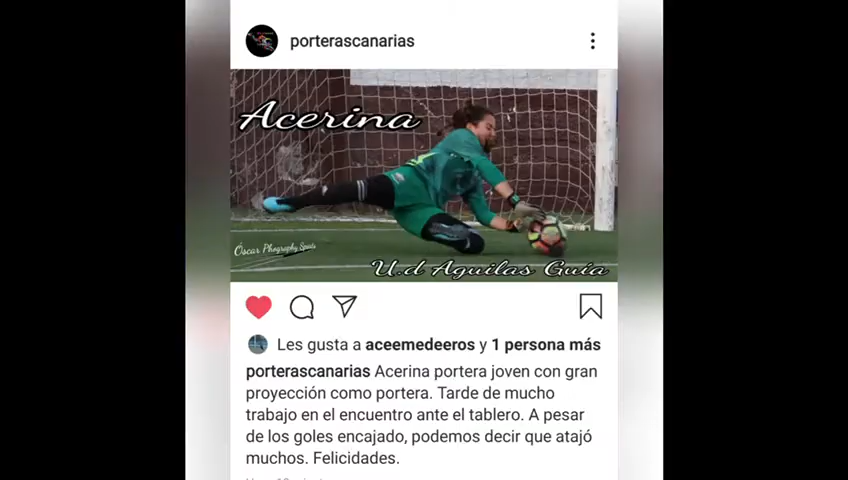 porterascanarias
Acerina
Óscar Phography Sports
U.d Aguilas Guía
Les gusta a aceemedeeros y 1 persona más
porterascanarias Acerina portera joven con gran
proyección como portera. Tarde de mucho
trabajo en el encuentro ante el tablero. A pesar
de los goles encajado, podemos decir que atajó
muchos. Felicidades.